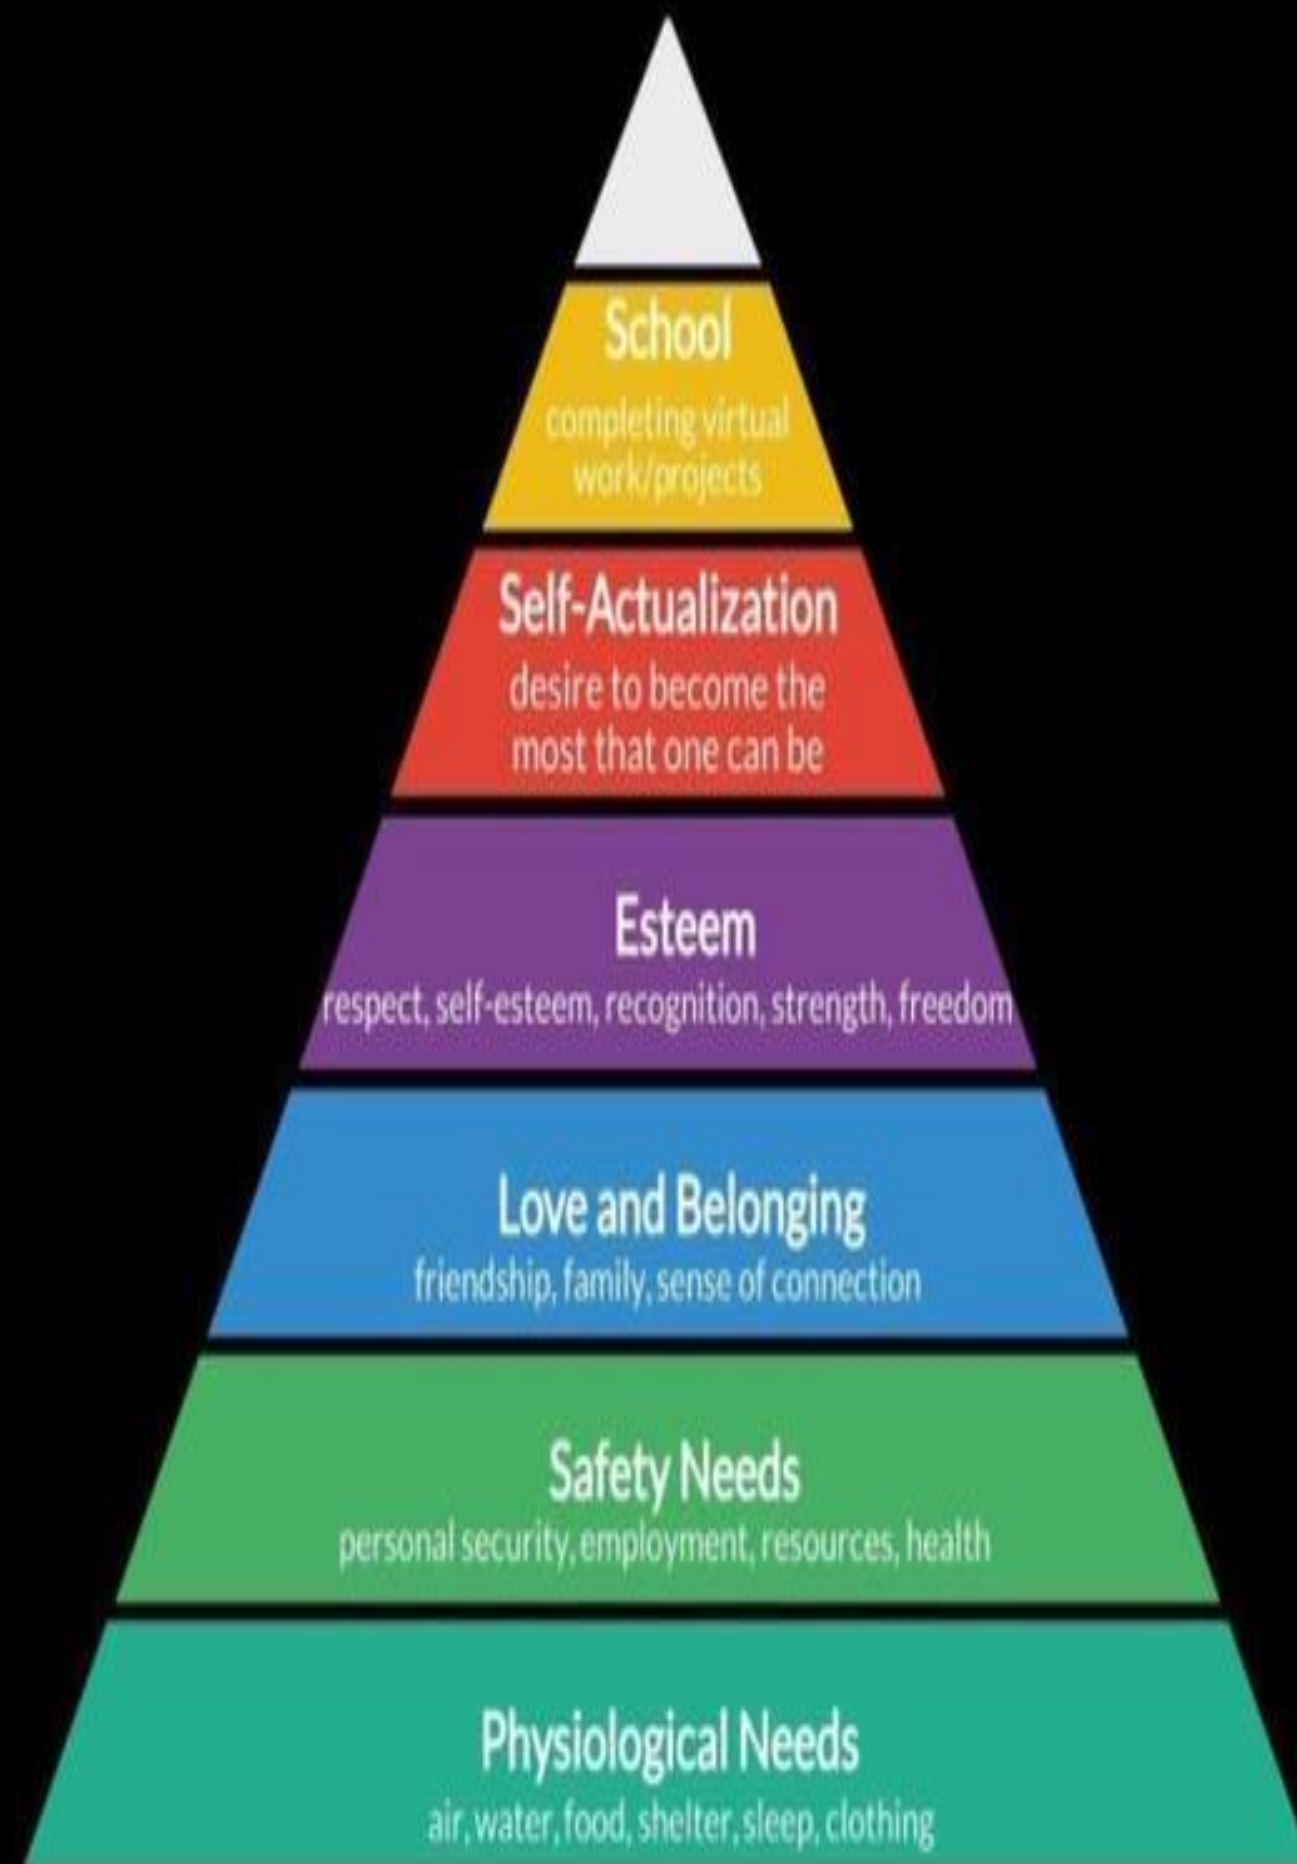 School
completing virtual
work/projects
Self-Actualization
desire to become the
most that one can be
Esteem
respect, self-esteem, recognition, strength, freedom
Love and Belonging
friendship, family, sense of connection
Safety Needs
personal security, employment, resources, health
Physiological Needs
air, water, food, shelter, sleep, clothing